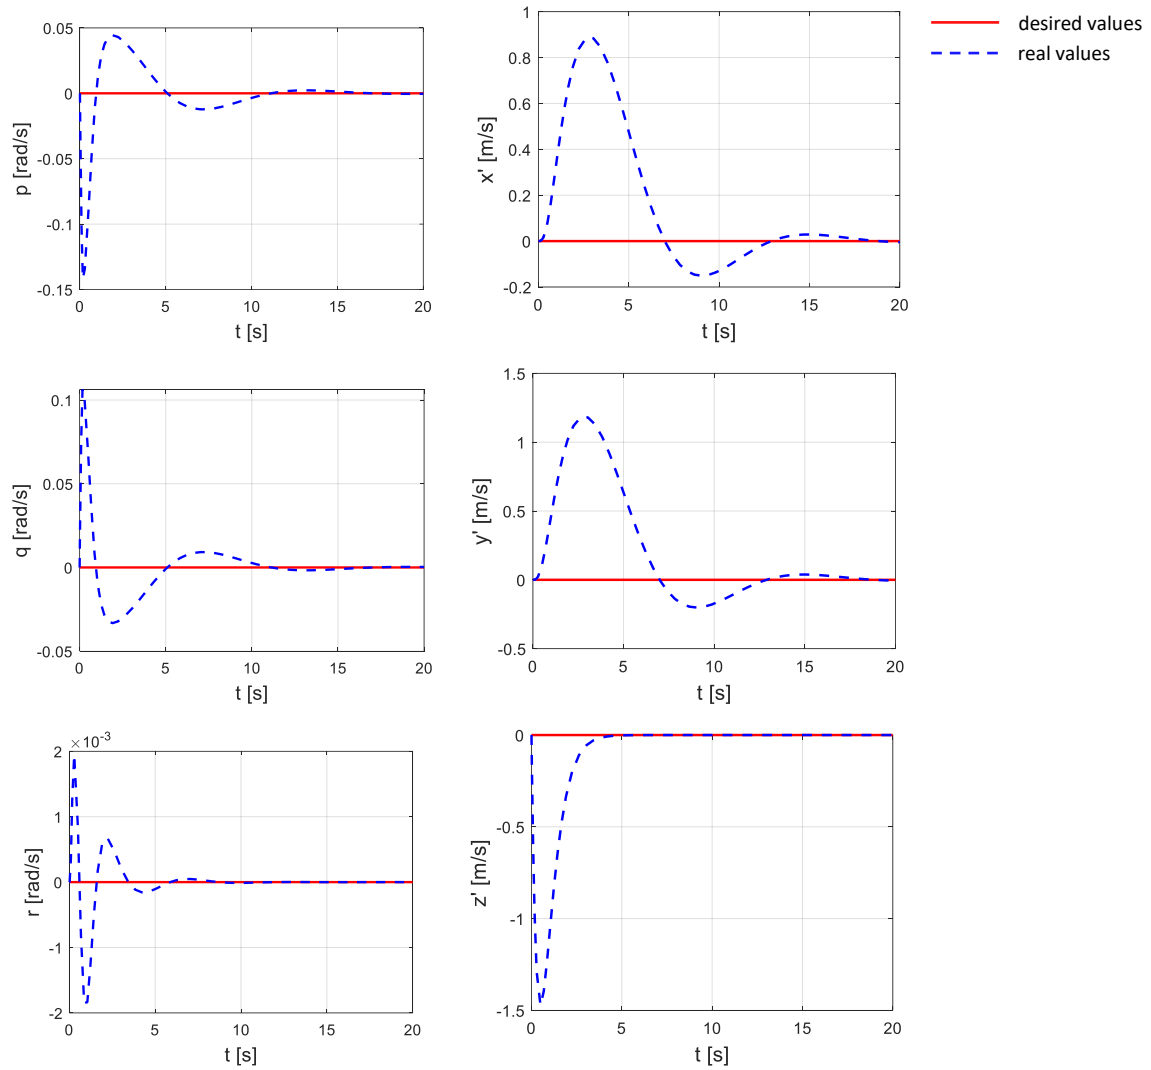 desired values
real values
0.05
0
-0.05
-0.1
-0.15
p [rad/s]
0 5 10 15 20
t [s]
1
0.8
0.6
0.4
0.2
0
-0.2
x' [m/s]
0 5 10 15 20
t [s]
0.1
0.05
0
-0.05
q [rad/s]
0 5 10 15 20
t [s]
1.5
1
0.5
0
-0.5
y' [m/s]
0 5 10 15 20
t [s]
×10⁻³
2
1
0
-1
-2
r [rad/s]
0 5 10 15 20
t [s]
0
-0.5
-1
-1.5
z' [m/s]
0 5 10 15 20
t [s]